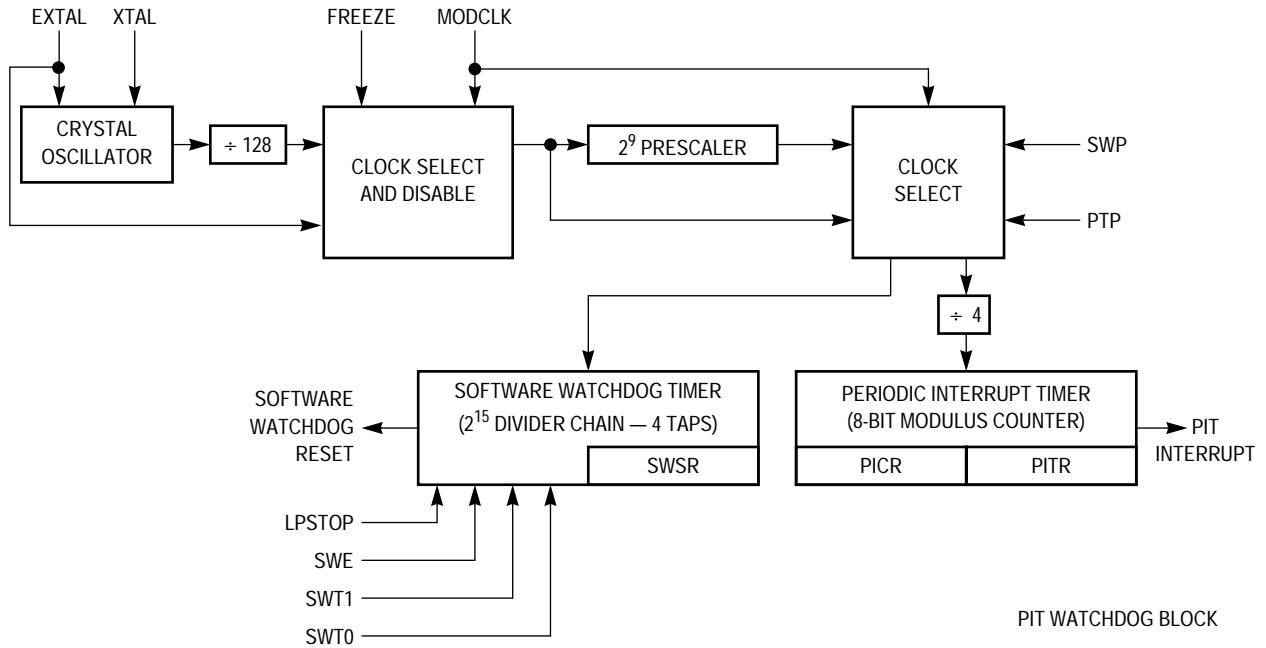 EXTAL XTAL FREEZE MODCLK
CRYSTAL
OSCILLATOR
÷ 128
CLOCK SELECT
AND DISABLE
2⁹ PRESCALER
CLOCK
SELECT
SWP
PTP
÷ 4
SOFTWARE
WATCHDOG
RESET
SOFTWARE WATCHDOG TIMER
(2¹⁵ DIVIDER CHAIN — 4 TAPS)
SWSR
PERIODIC INTERRUPT TIMER
(8-BIT MODULUS COUNTER)
PICR
PITR
PIT
INTERRUPT
LPSTOP
SWE
SWT1
SWT0
PIT WATCHDOG BLOCK